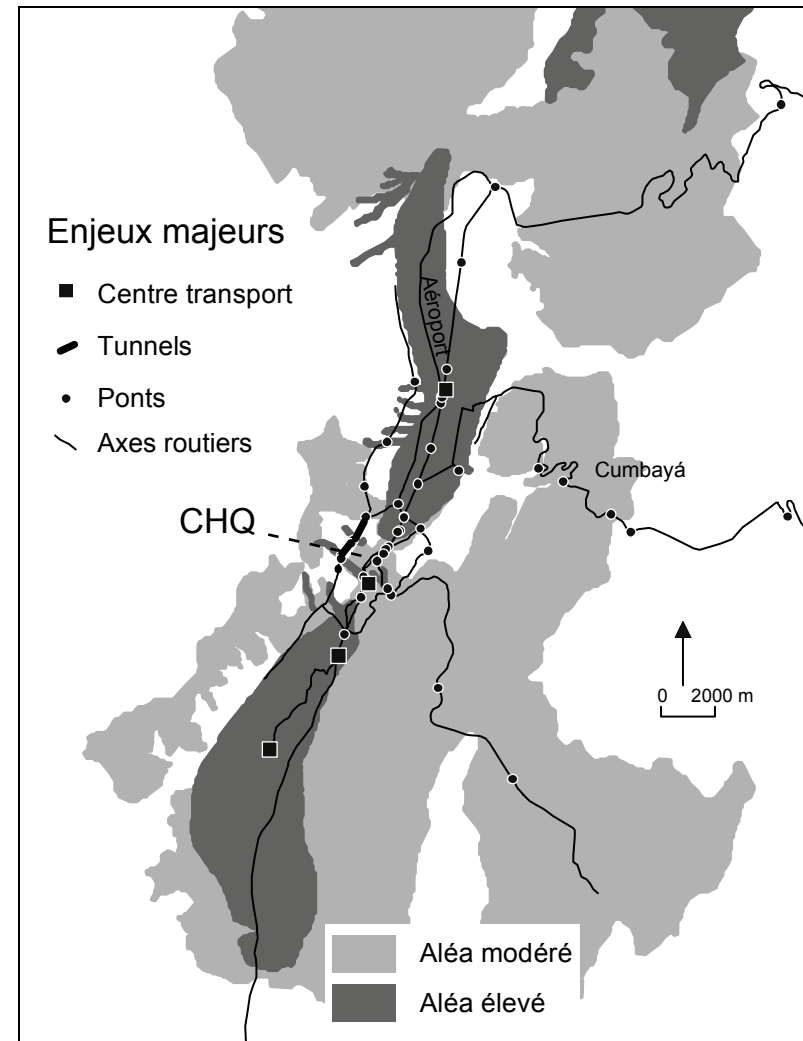 Enjeux majeurs
Centre transport
Tunnels
Ponts
Axes routiers
Aéroport
Cumbayá
CHQ
0 2000 m
Aléa modéré
Aléa élevé